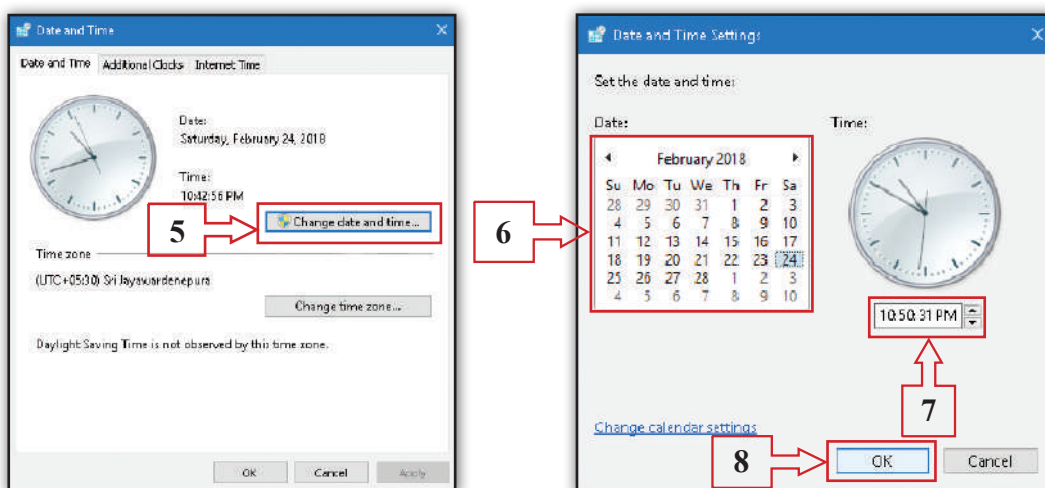 Date and Time
Date and Time Additional Clocks Internet Time
Date:
Saturday, February 24, 2018
Time:
10:42:56 PM
5
Change date and time...
Time zone
(UTC+05:30) Sri Jayawardenepura
Change time zone...
Daylight Saving Time is not observed by this time zone.
OK Cancel Apply
Date and Time Settings
Set the date and time:
Date:
6
February 2018
Su Mo Tu We Th Fr Sa
28 29 30 31 1 2 3
4 5 6 7 8 9 10
11 12 13 14 15 16 17
18 19 20 21 22 23 24
25 26 27 28 1 2 3
4 5 6 7 8 9 10
Time:
10:50:31 PM
7
Change calendar settings
8
OK Cancel